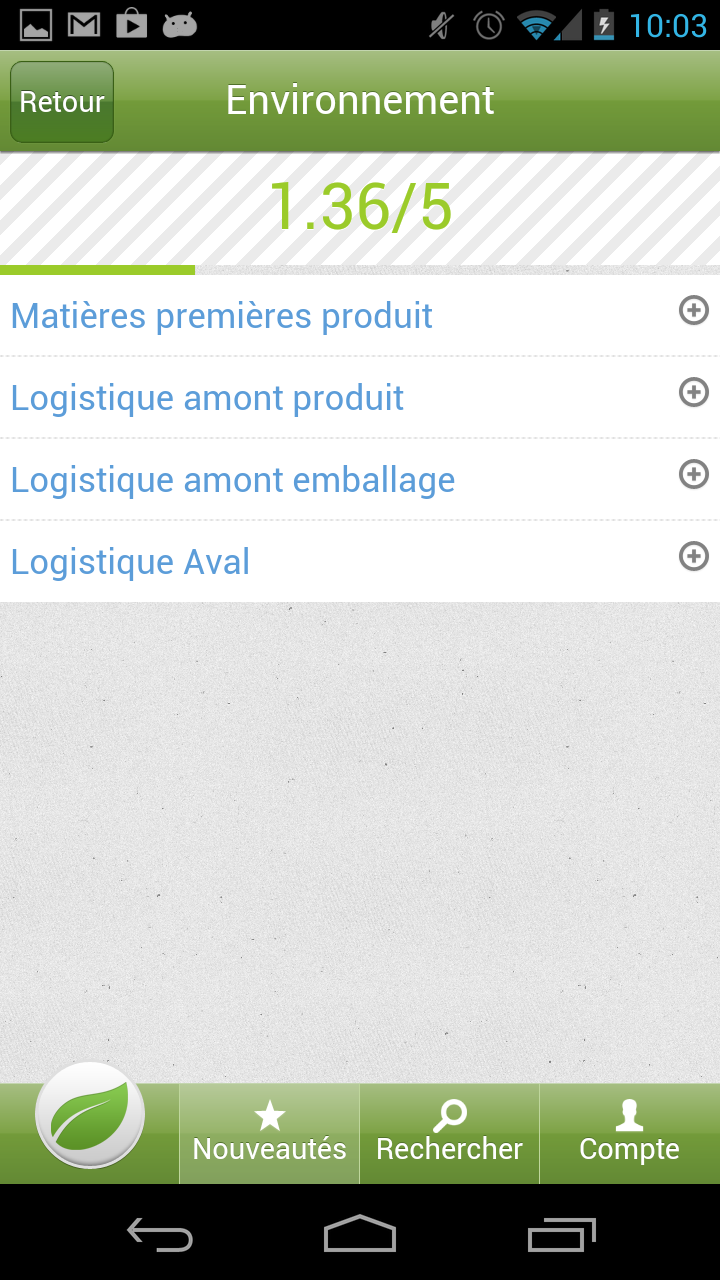 10:03
Retour
Environnement
1.36/5
Matières premières produit
Logistique amont produit
Logistique amont emballage
Logistique Aval
Nouveautés
Rechercher
Compte